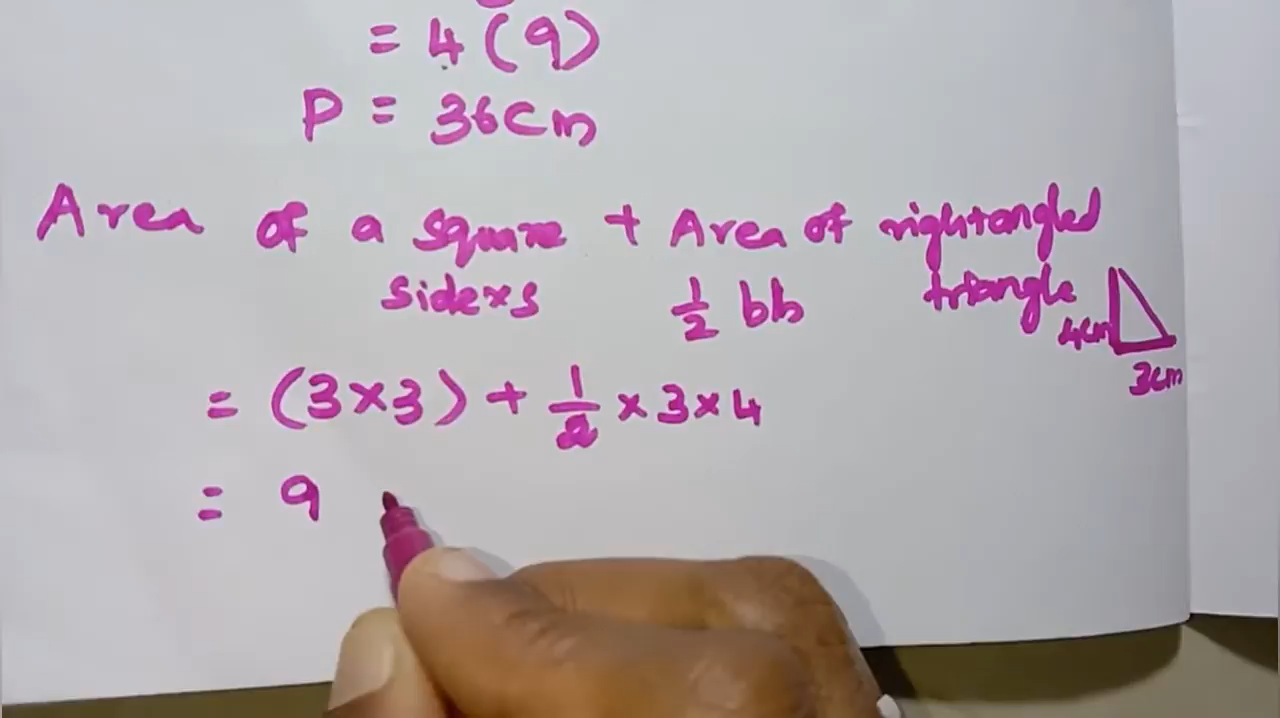 = 4 (9)
P = 36cm
Area of a square + Area of rightangled
sidexs 1/2 bh triangle
4cm
3cm
= (3×3) + 1/2 × 3 × 4
= 9